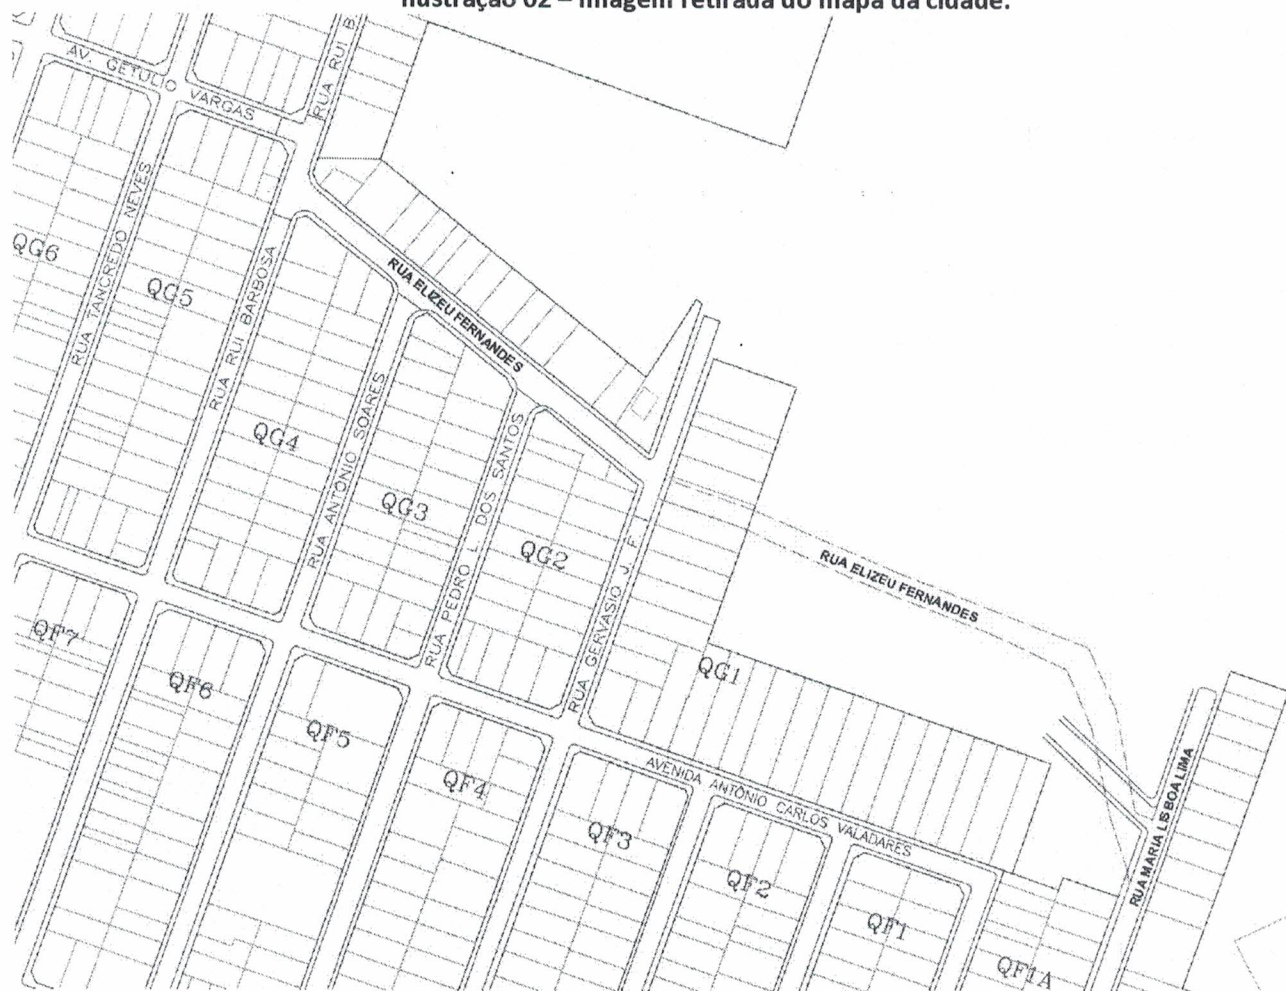 Ilustração 02 – Imagem retirada do mapa da cidade.
AV. GETULIO VARGAS
RUA RUI B
QG6
RUA TANCREDO NEVES
QG5
RUA RUI BARBOSA
RUA ELIZEU FERNANDES
QG4
RUA ANTONIO SOARES
QG3
RUA PEDRO L DOS SANTOS
QG2
RUA GERVASIO J. F.
RUA ELIZEU FERNANDES
QG1
QF7
QF6
QF5
QF4
AVENIDA ANTÔNIO CARLOS VALADARES
QF3
QF2
QF1
QF1A
RUA MARIA LISBOA LIMA